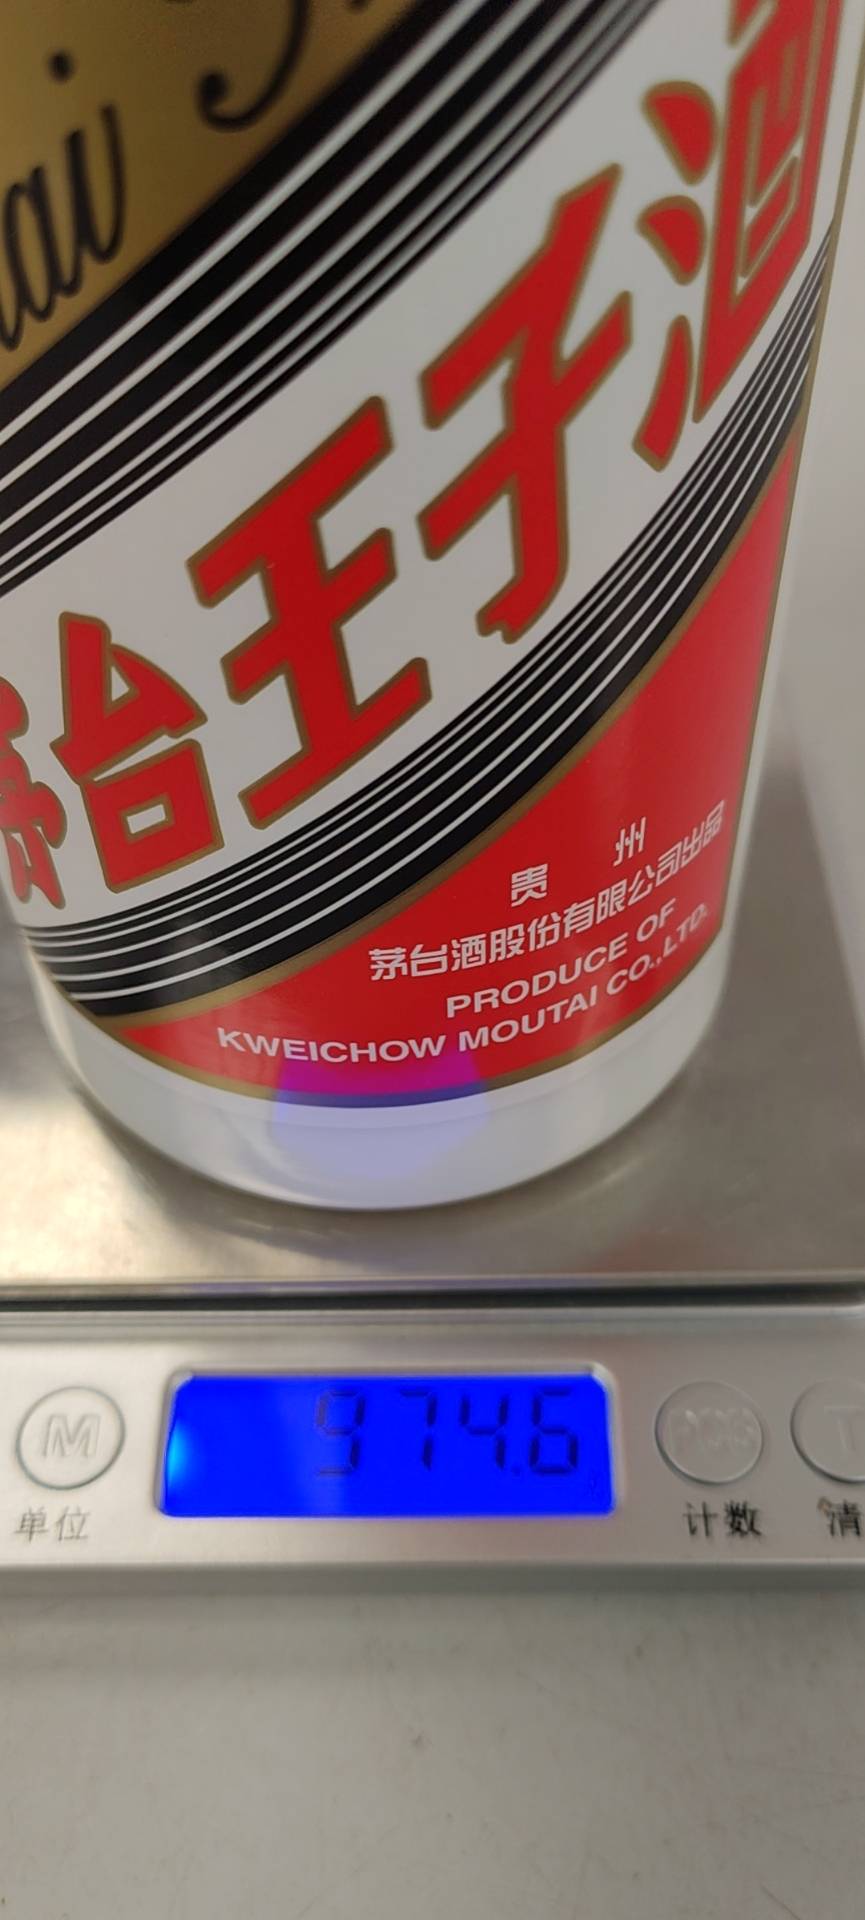 台王子酒
贵 州
茅台酒股份有限公司出品
PRODUCE OF
KWEICHOW MOUTAI CO.,LTD.
974.6
M
单位
计数
清